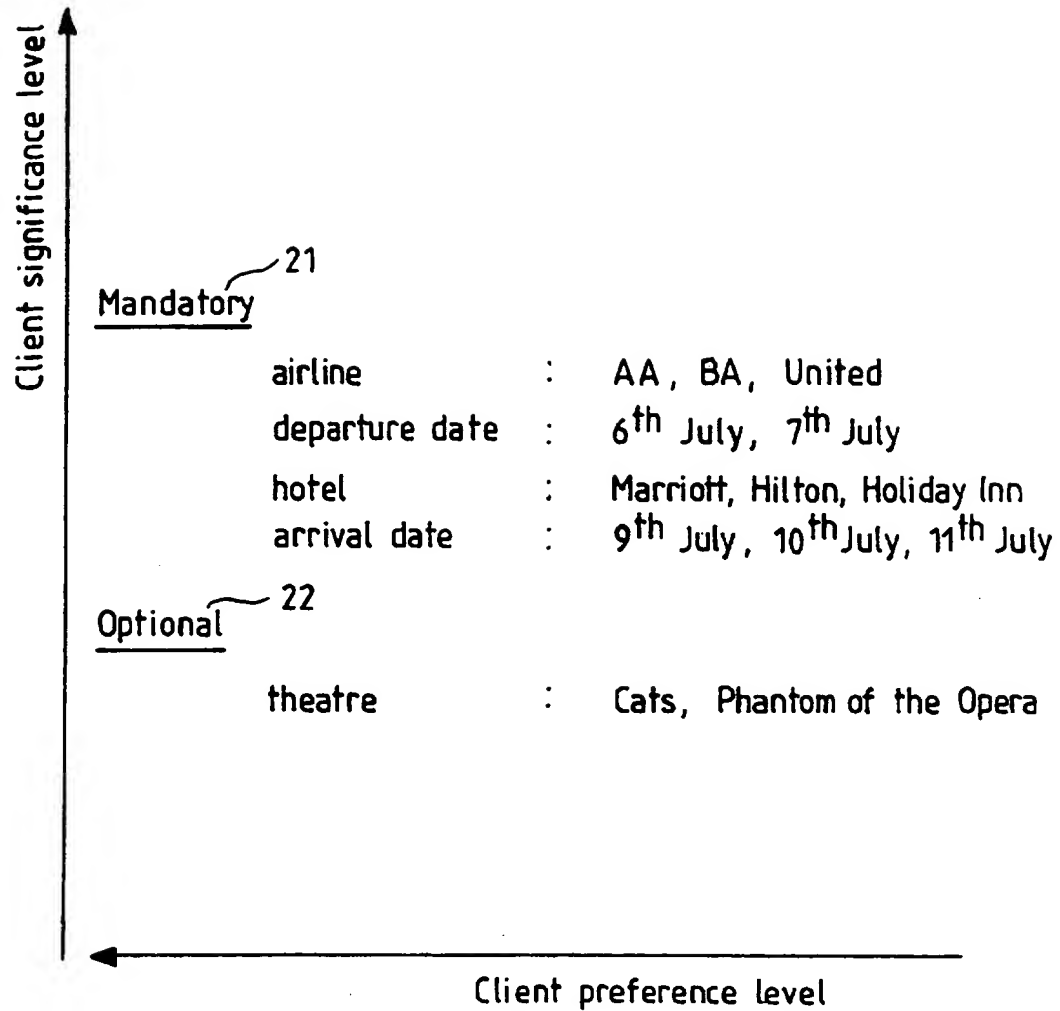 Client significance level
21
Mandatory
airline : AA, BA, United
departure date : 6th July, 7th July
hotel : Marriott, Hilton, Holiday Inn
arrival date : 9th July, 10th July, 11th July
22
Optional
theatre : Cats, Phantom of the Opera
Client preference level